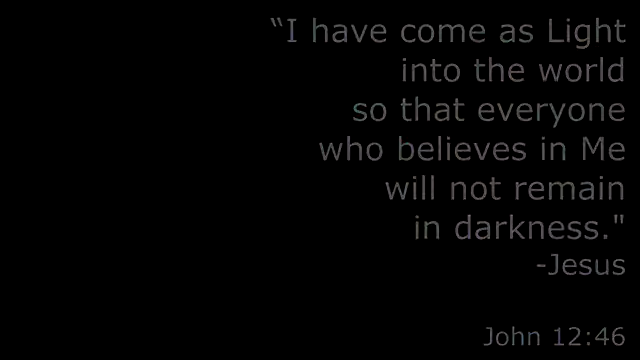 “I have come as Light
into the world
so that everyone
who believes in Me
will not remain
in darkness."
-Jesus
John 12:46